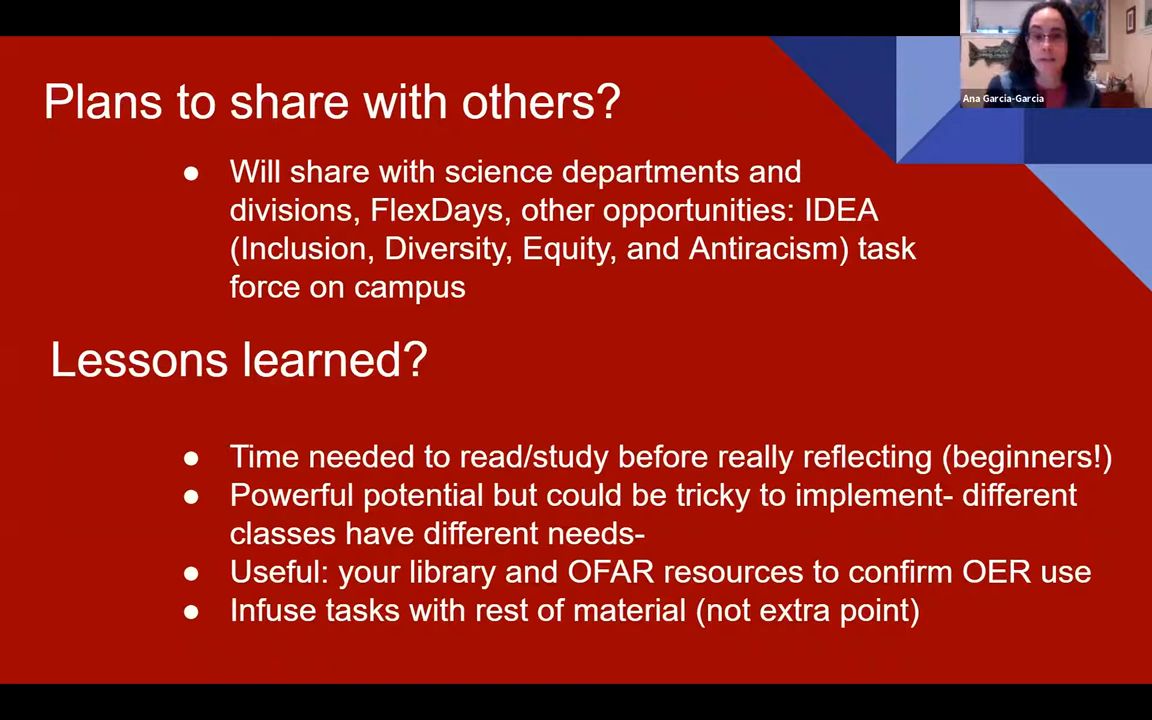 Plans to share with others?
● Will share with science departments and
divisions, FlexDays, other opportunities: IDEA
(Inclusion, Diversity, Equity, and Antiracism) task
force on campus
Lessons learned?
● Time needed to read/study before really reflecting (beginners!)
● Powerful potential but could be tricky to implement- different
classes have different needs-
● Useful: your library and OFAR resources to confirm OER use
● Infuse tasks with rest of material (not extra point)
Ana Garcia-Garcia